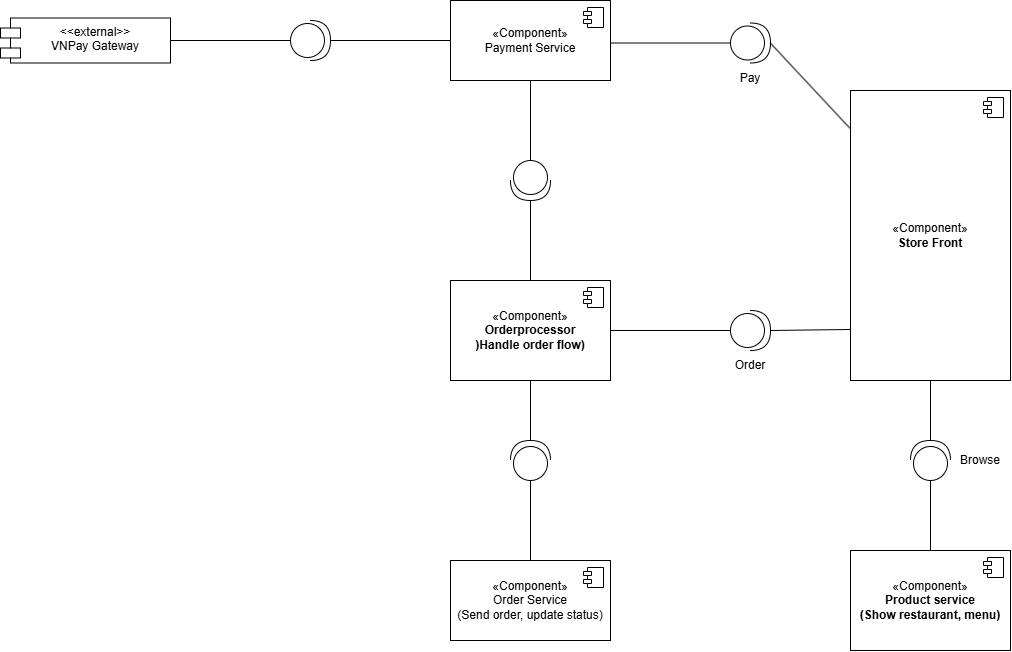 <<external>>
VNPay Gateway
«Component»
Payment Service
Pay
«Component»
Store Front
«Component»
Orderprocessor
)Handle order flow)
Order
Browse
«Component»
Order Service
(Send order, update status)
«Component»
Product service
(Show restaurant, menu)